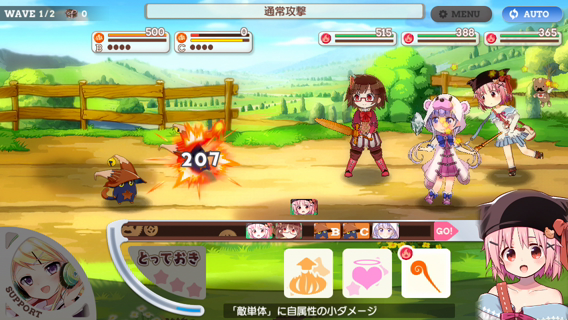 WAVE 1/2 0
通常攻撃
MENU
AUTO
500
B
0
C
515
388
365
207
B C GO!
とっておき
SUPPORT
「敵単体」に自属性の小ダメージ